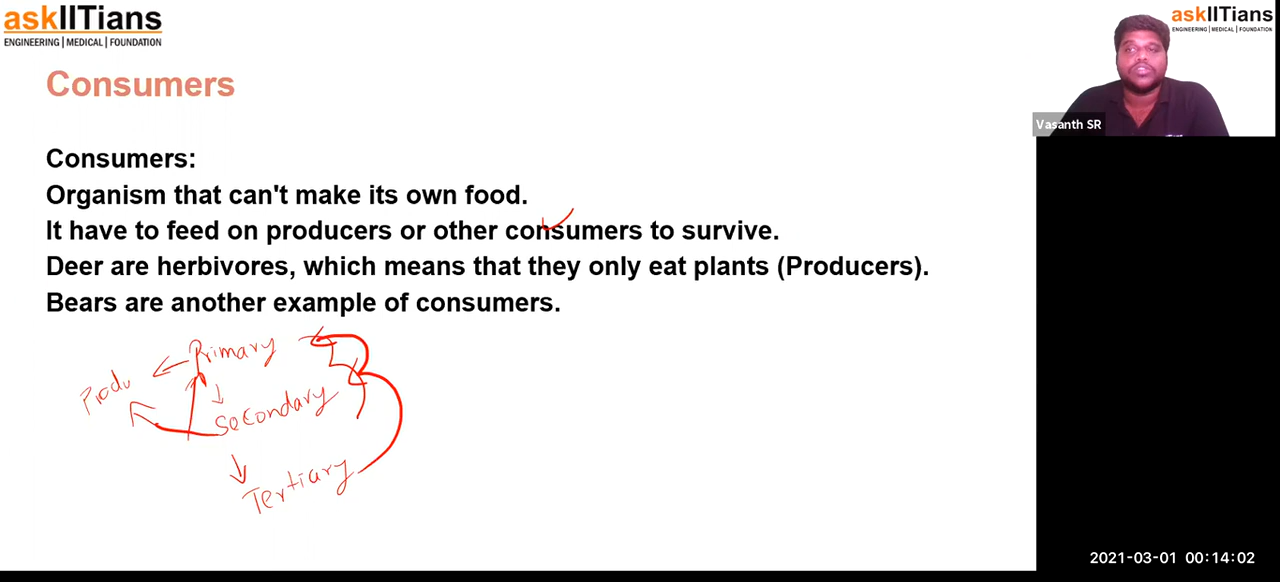 askIITians
ENGINEERING | MEDICAL | FOUNDATION
askIITians
ENGINEERING | MEDICAL | FOUNDATION
Vasanth SR
Consumers
Consumers:
Organism that can't make its own food.
It have to feed on producers or other consumers to survive.
Deer are herbivores, which means that they only eat plants (Producers).
Bears are another example of consumers.
Primary
Produ
Secondary
Tertiary
2021-03-01 00:14:02